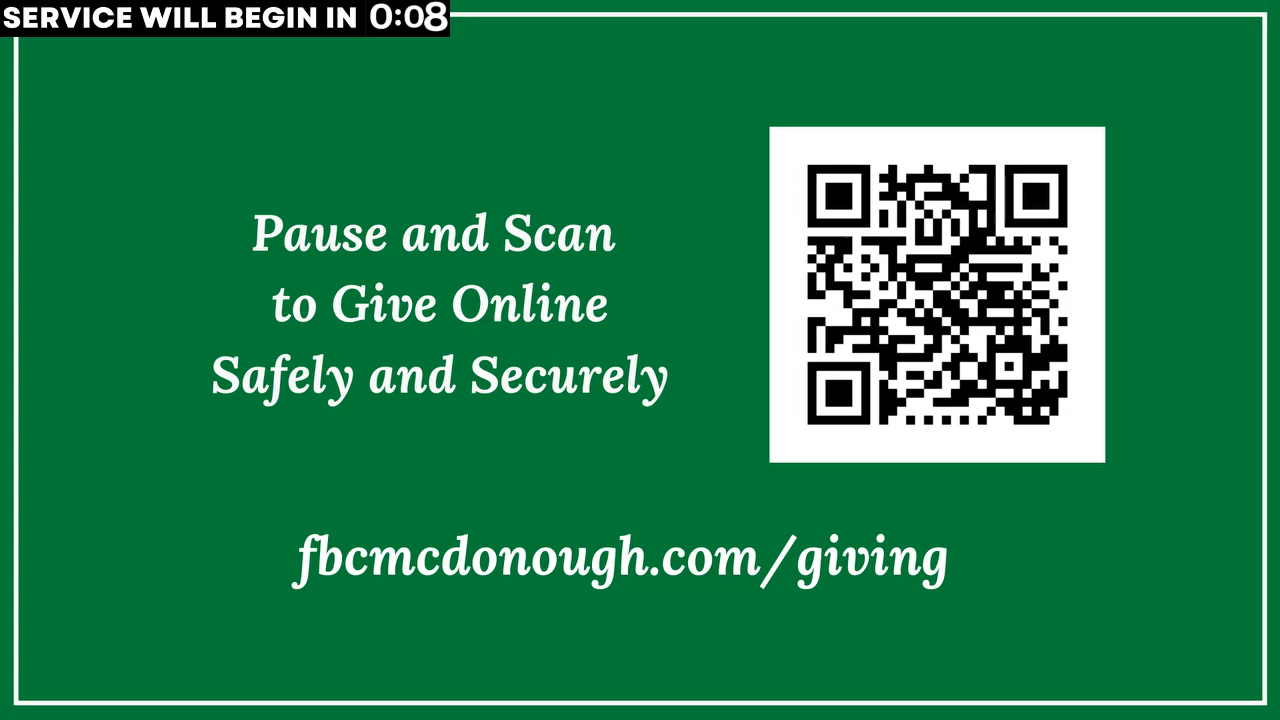 SERVICE WILL BEGIN IN 0:08
Pause and Scan
to Give Online
Safely and Securely
fbcmcdonough.com/giving